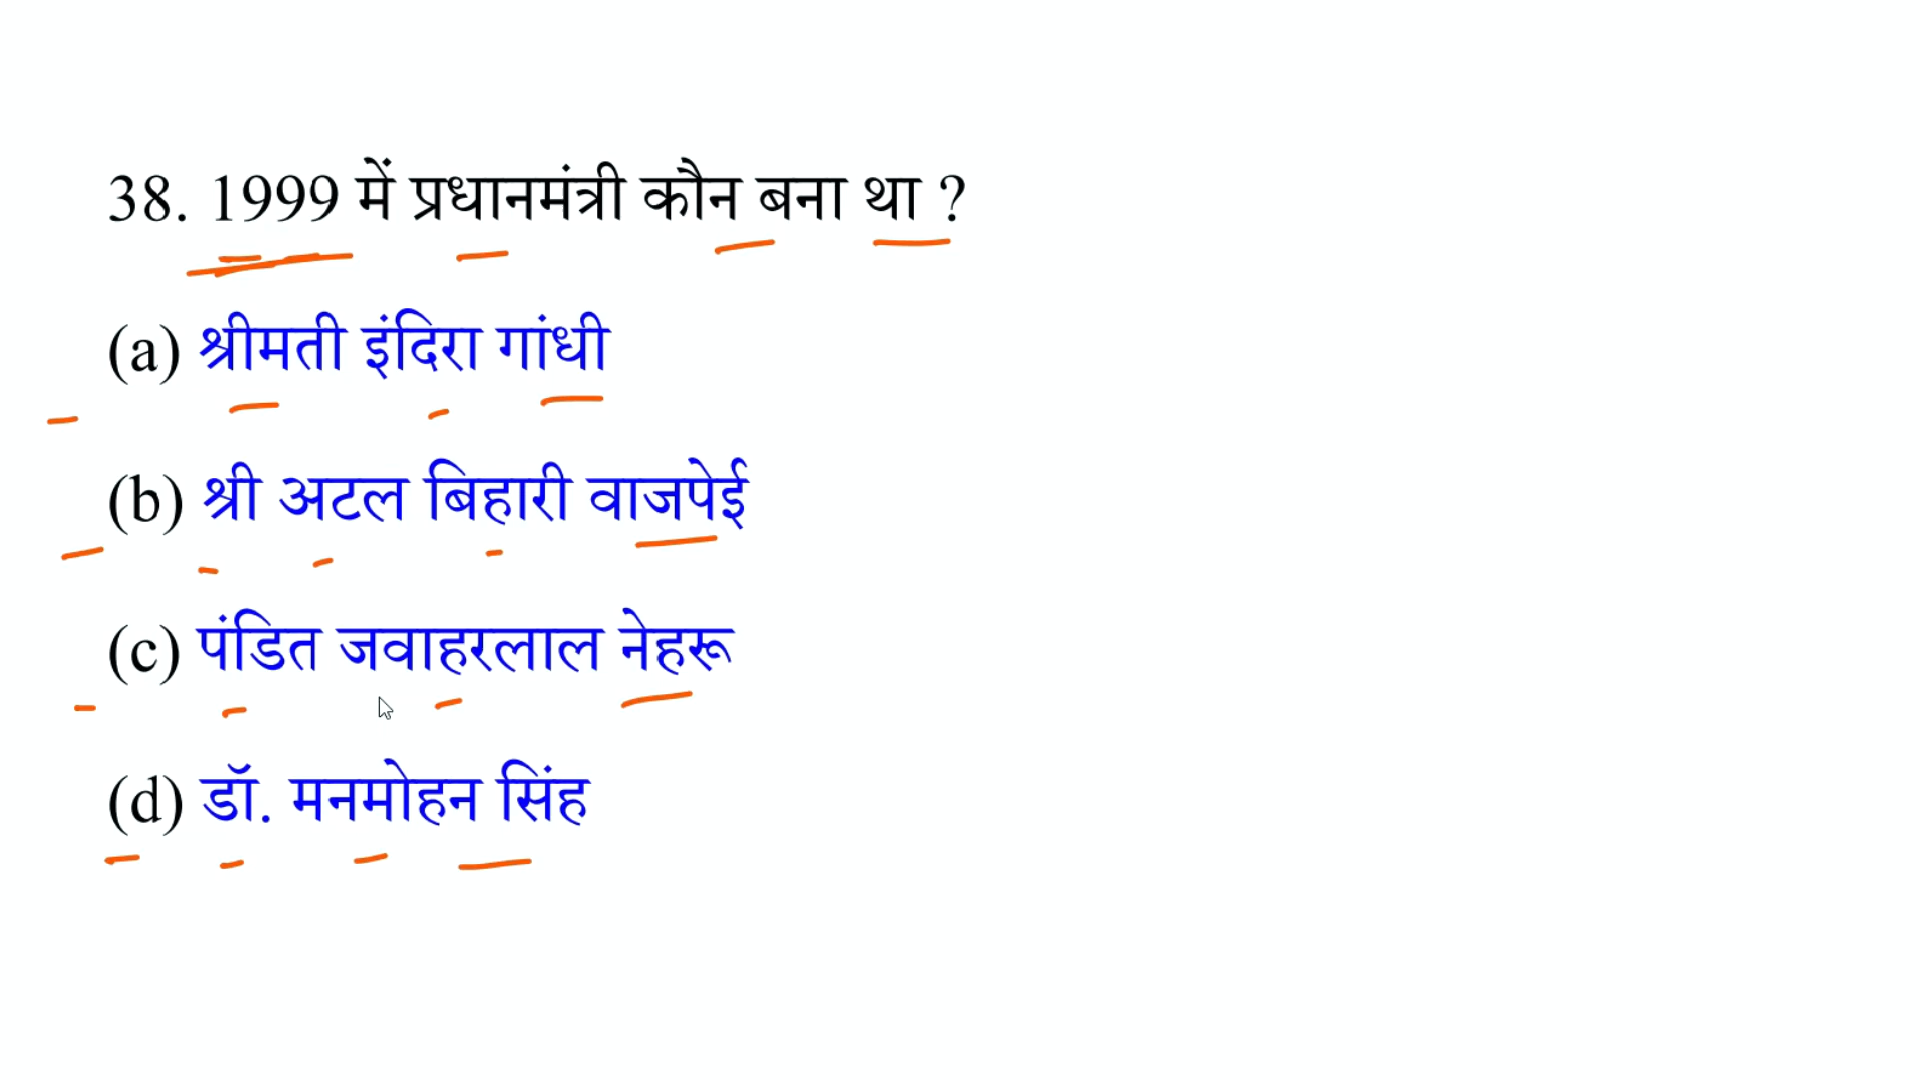 38. 1999 में प्रधानमंत्री कौन बना था ?
(a) श्रीमती इंदिरा गांधी
(b) श्री अटल बिहारी वाजपेई
(c) पंडित जवाहरलाल नेहरू
(d) डॉ. मनमोहन सिंह